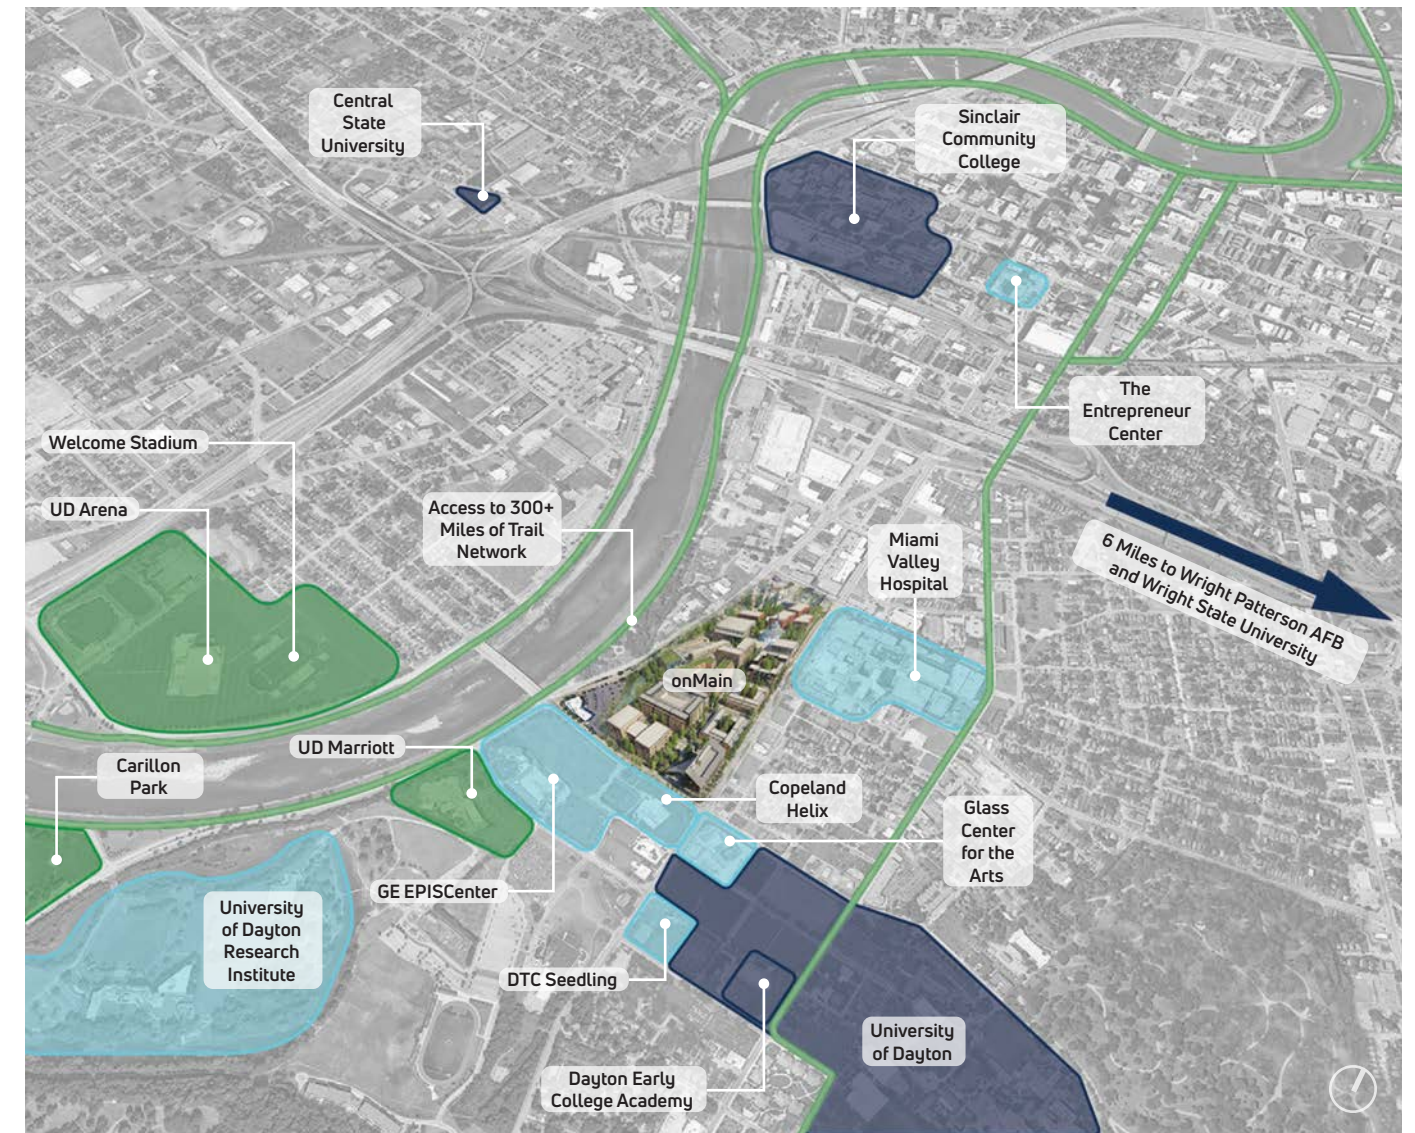 Central
State
University
Sinclair
Community
College
The
Entrepreneur
Center
Welcome Stadium
UD Arena
Access to 300+
Miles of Trail
Network
Miami
Valley
Hospital
6 Miles to Wright Patterson AFB
and Wright State University
onMain
UD Marriott
Carillon
Park
Copeland
Helix
Glass
Center
for the
Arts
GE EPISCenter
University
of Dayton
Research
Institute
DTC Seedling
University
of Dayton
Dayton Early
College Academy